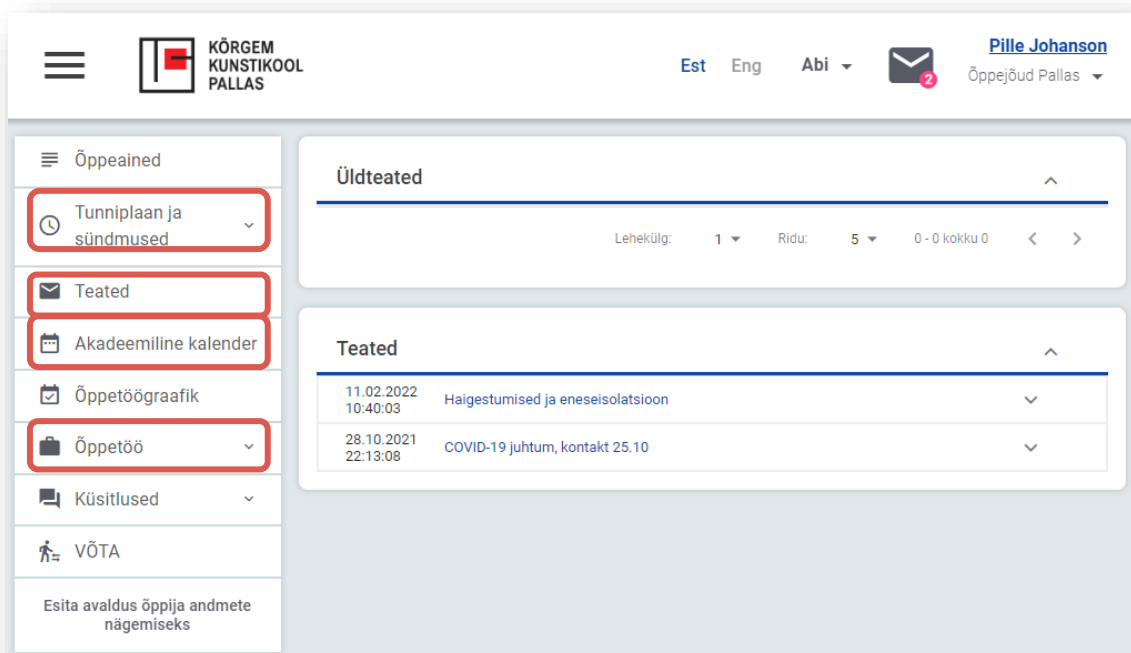 KÕRGEM
KUNSTIKOOL
PALLAS
Est Eng Abi 2
Pille Johanson
Õppejõud Pallas
Õppeained
Tunniplaan ja
sündmused
Teated
Akadeemiline kalender
Õppetöögraafik
Õppetöö
Küsitlused
VÕTA
Esita avaldus õppija andmete
nägemiseks
Üldteated
Lehekülg: 1 Ridu: 5 0 - 0 kokku 0
Teated
11.02.2022
10:40:03
Haigestumised ja eneseisolatsioon
28.10.2021
22:13:08
COVID-19 juhtum, kontakt 25.10